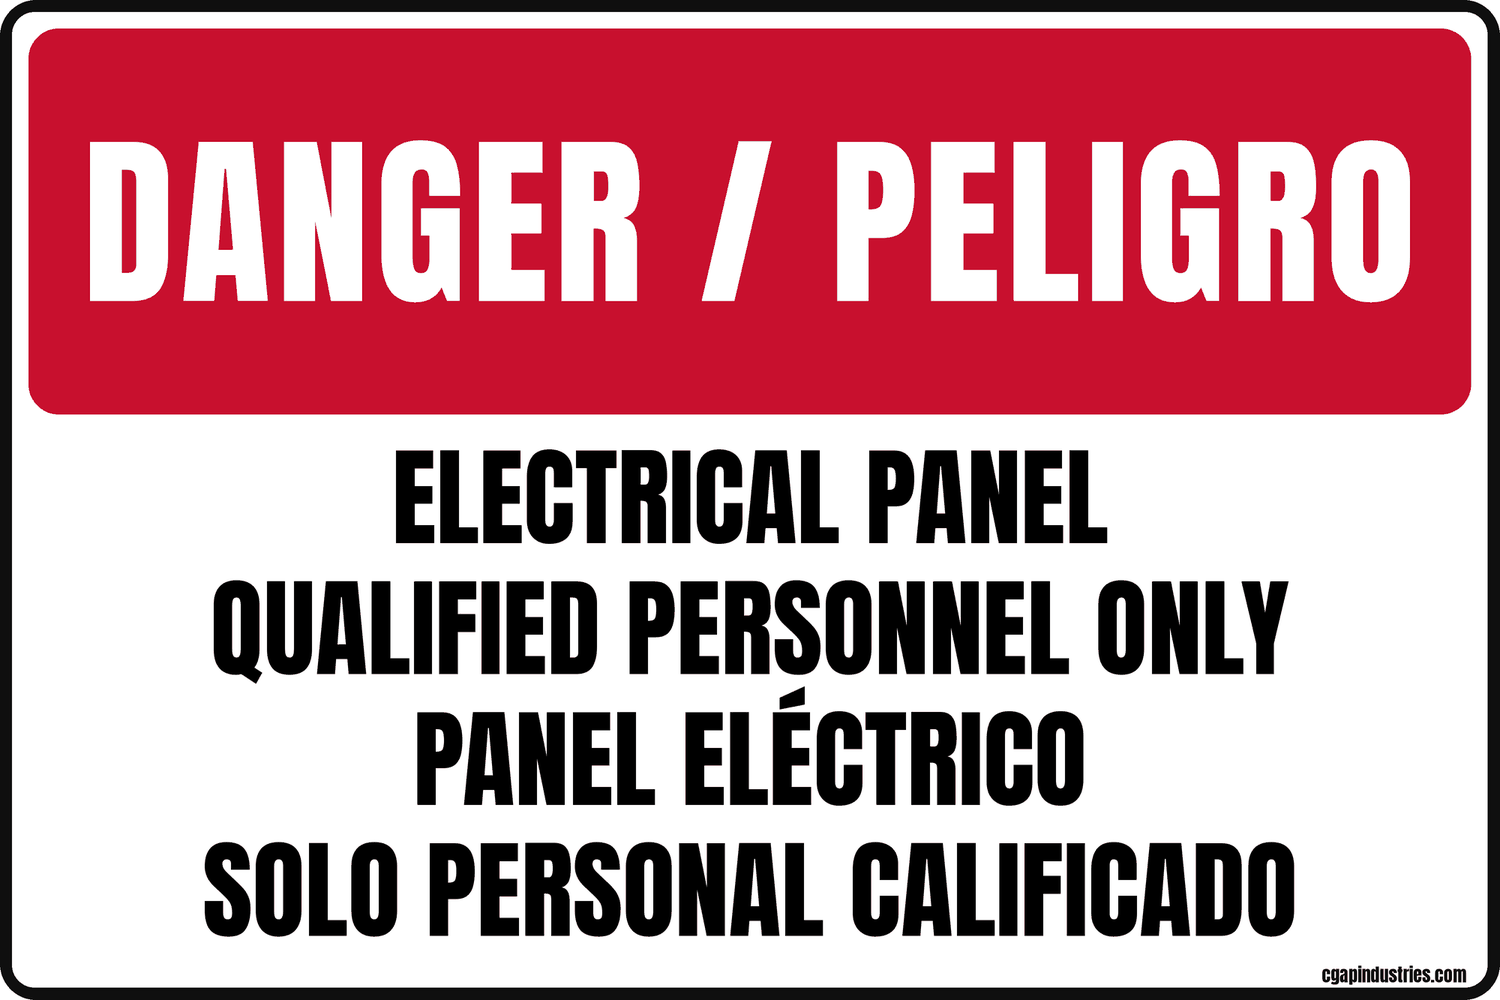 DANGER / PELIGRO
ELECTRICAL PANEL
QUALIFIED PERSONNEL ONLY
PANEL ELÉCTRICO
SOLO PERSONAL CALIFICADO
cgapindustries.com